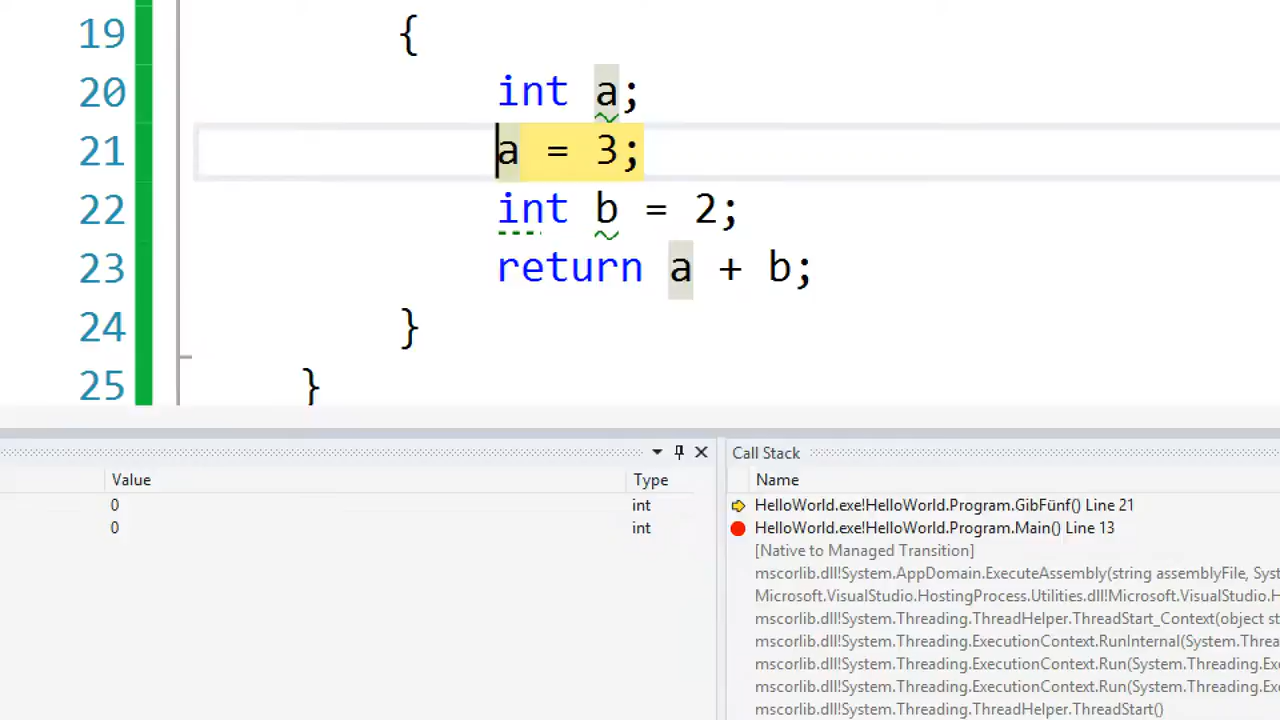 19 {
20 int a;
21 a = 3;
22 int b = 2;
23 return a + b;
24 }
25 }
Value Type
0 int
0 int
Call Stack
Name
HelloWorld.exe!HelloWorld.Program.GibFünf() Line 21
HelloWorld.exe!HelloWorld.Program.Main() Line 13
[Native to Managed Transition]
mscorlib.dll!System.AppDomain.ExecuteAssembly(string assemblyFile, Sys
Microsoft.VisualStudio.HostingProcess.Utilities.dll!Microsoft.VisualStudio.H
mscorlib.dll!System.Threading.ThreadHelper.ThreadStart_Context(object st
mscorlib.dll!System.Threading.ExecutionContext.RunInternal(System.Threa
mscorlib.dll!System.Threading.ExecutionContext.Run(System.Threading.Exe
mscorlib.dll!System.Threading.ExecutionContext.Run(System.Threading.Exe
mscorlib.dll!System.Threading.ThreadHelper.ThreadStart()